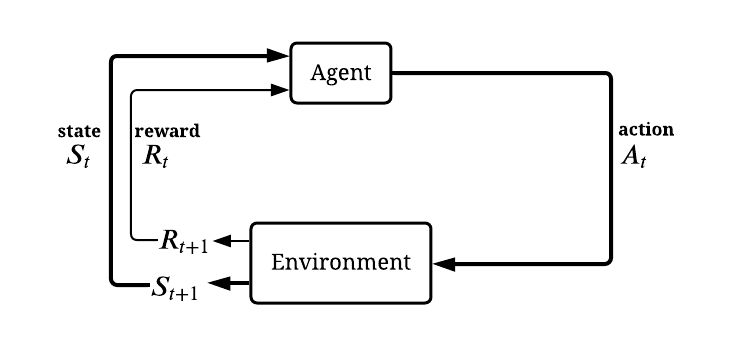 Agent
state
reward
action
S_t
R_t
A_t
R_{t+1}
Environment
S_{t+1}